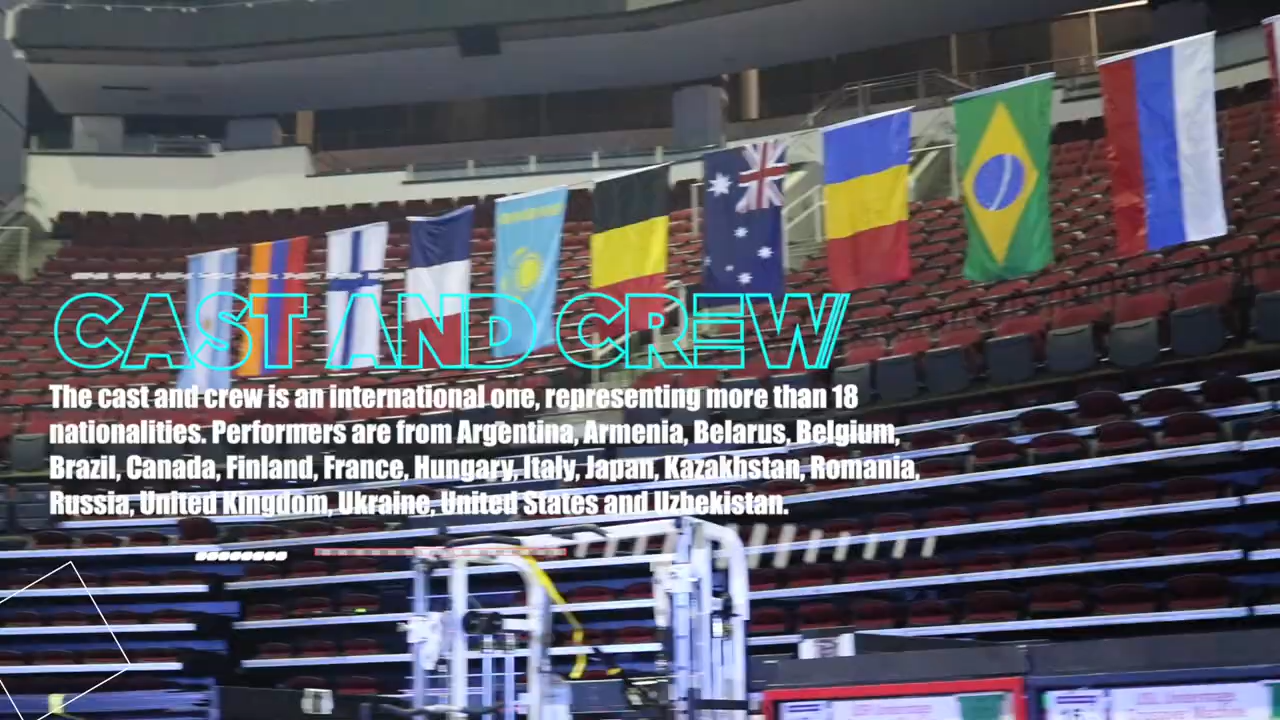 CAST AND CREW
The cast and crew is an international one, representing more than 18
nationalities. Performers are from Argentina, Armenia, Belarus, Belgium,
Brazil, Canada, Finland, France, Hungary, Italy, Japan, Kazakhstan, Romania,
Russia, United Kingdom, Ukraine, United States and Uzbekistan.